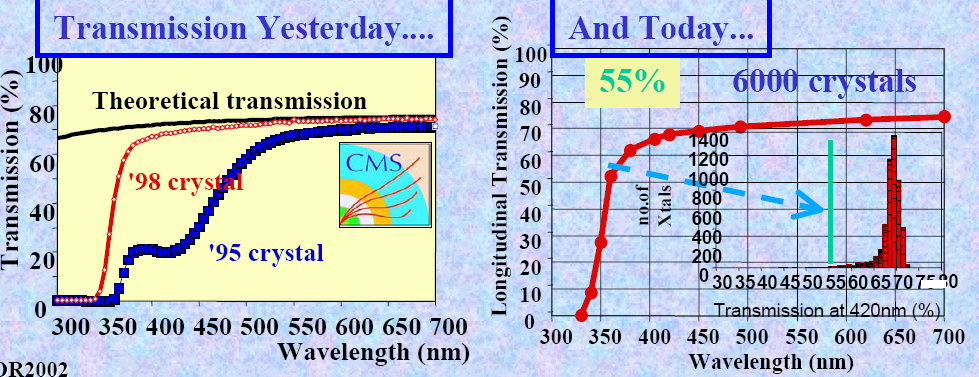 Transmission Yesterday....
Transmission (%)
100
80
60
40
20
0
Theoretical transmission
'98 crystal
CMS
'95 crystal
300 350 400 450 500 550 600 650 700
Wavelength (nm)
DR2002
And Today...
Longitudinal Transmission (%)
100
90
80
70
60
50
40
30
20
10
0
55%
6000 crystals
no.of
Xtals
1400
1200
1000
800
600
400
200
0
30 35 40 45 50 55 60 65 70 75 80
Transmission at 420nm (%)
300 350 400 450 500 550 600 650 700
Wavelength (nm)